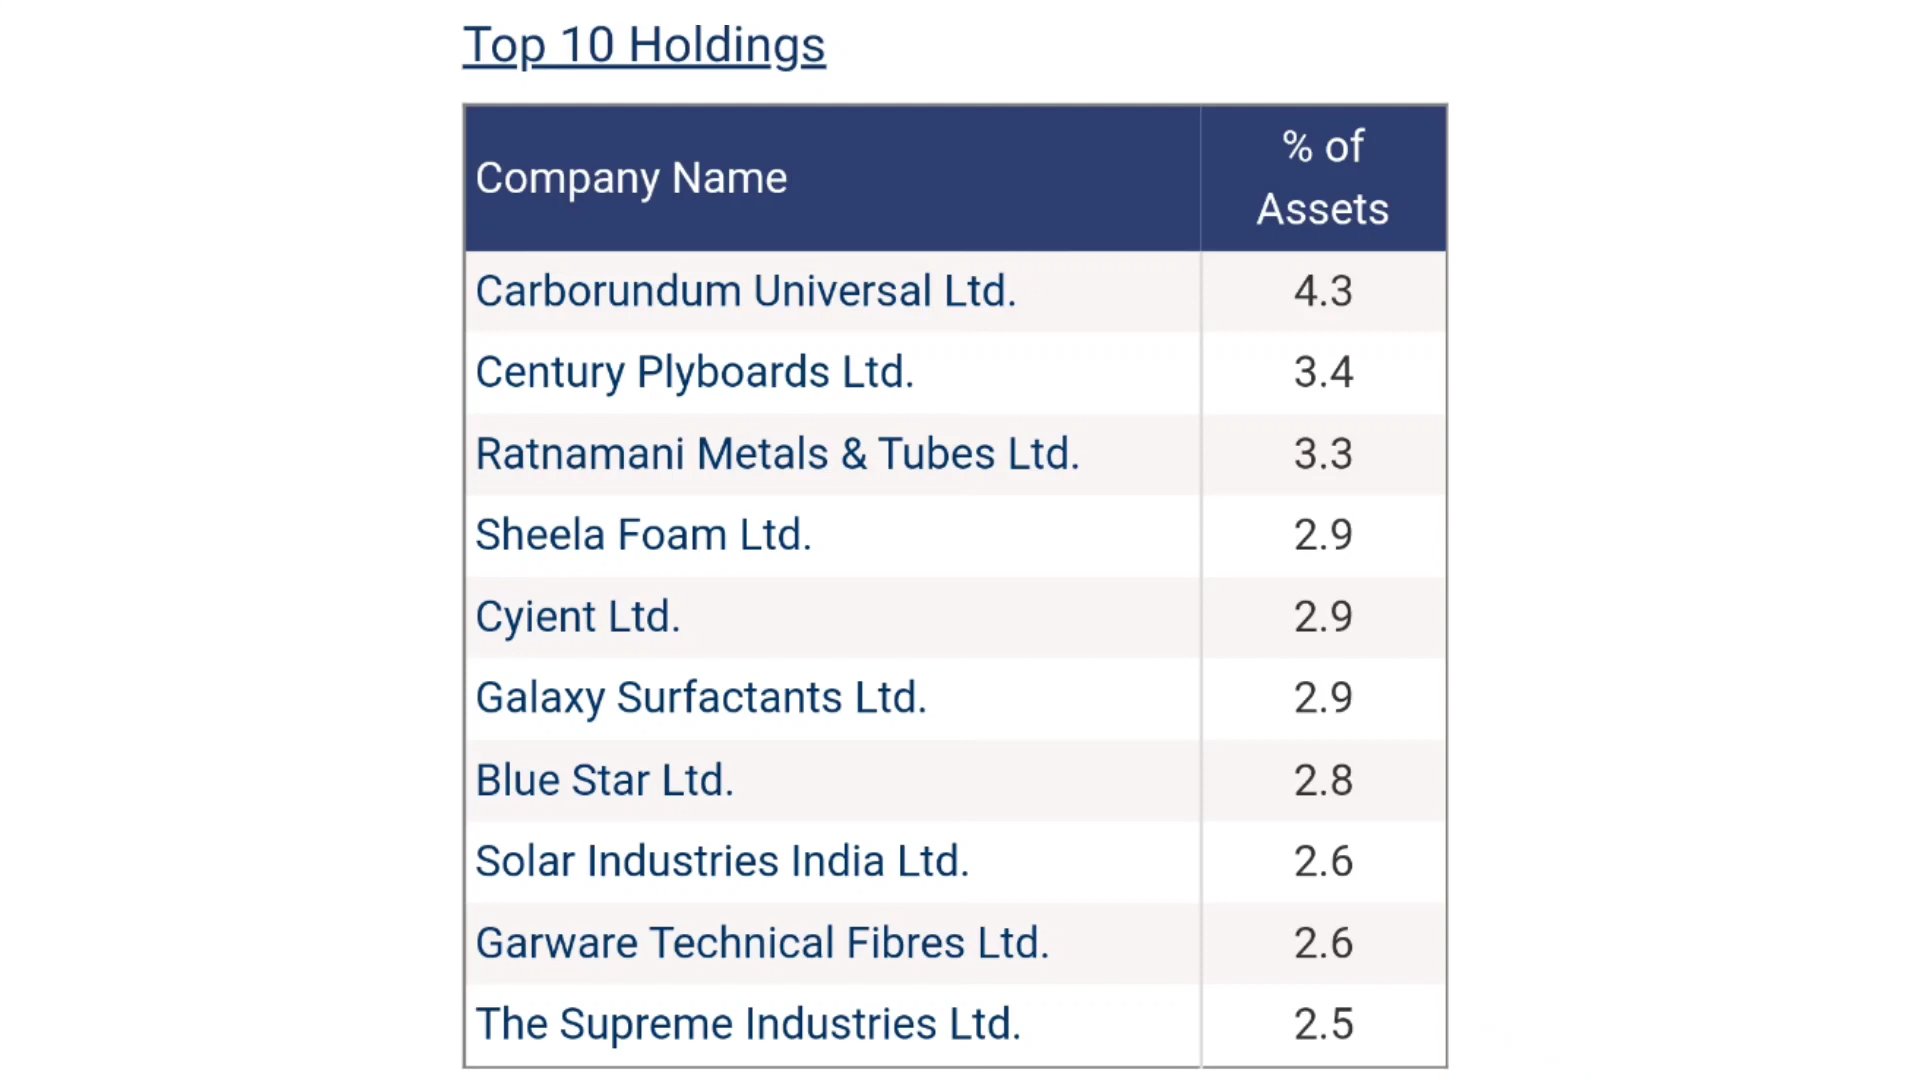 Top 10 Holdings
Company Name
% of
Assets
Carborundum Universal Ltd. 4.3
Century Plyboards Ltd. 3.4
Ratnamani Metals & Tubes Ltd. 3.3
Sheela Foam Ltd. 2.9
Cyient Ltd. 2.9
Galaxy Surfactants Ltd. 2.9
Blue Star Ltd. 2.8
Solar Industries India Ltd. 2.6
Garware Technical Fibres Ltd. 2.6
The Supreme Industries Ltd. 2.5